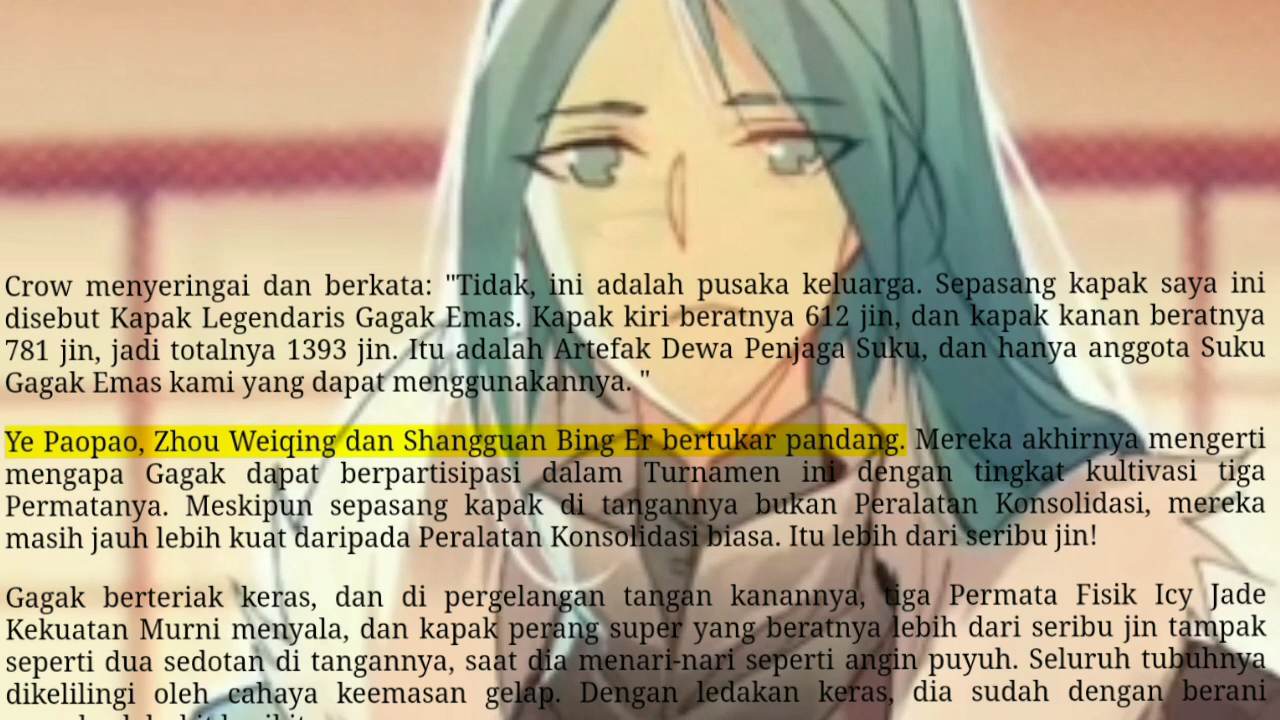 Crow menyeringai dan berkata: "Tidak, ini adalah pusaka keluarga. Sepasang kapak saya ini
disebut Kapak Legendaris Gagak Emas. Kapak kiri beratnya 612 jin, dan kapak kanan beratnya
781 jin, jadi totalnya 1393 jin. Itu adalah Artefak Dewa Penjaga Suku, dan hanya anggota Suku
Gagak Emas kami yang dapat menggunakannya. "
Ye Paopao, Zhou Weiqing dan Shangguan Bing Er bertukar pandang. Mereka akhirnya mengerti
mengapa Gagak dapat berpartisipasi dalam Turnamen ini dengan tingkat kultivasi tiga
Permatanya. Meskipun sepasang kapak di tangannya bukan Peralatan Konsolidasi, mereka
masih jauh lebih kuat daripada Peralatan Konsolidasi biasa. Itu lebih dari seribu jin!
Gagak berteriak keras, dan di pergelangan tangan kanannya, tiga Permata Fisik Icy Jade
Kekuatan Murni menyala, dan kapak perang super yang beratnya lebih dari seribu jin tampak
seperti dua sedotan di tangannya, saat dia menari-nari seperti angin puyuh. Seluruh tubuhnya
dikelilingi oleh cahaya keemasan gelap. Dengan ledakan keras, dia sudah dengan berani